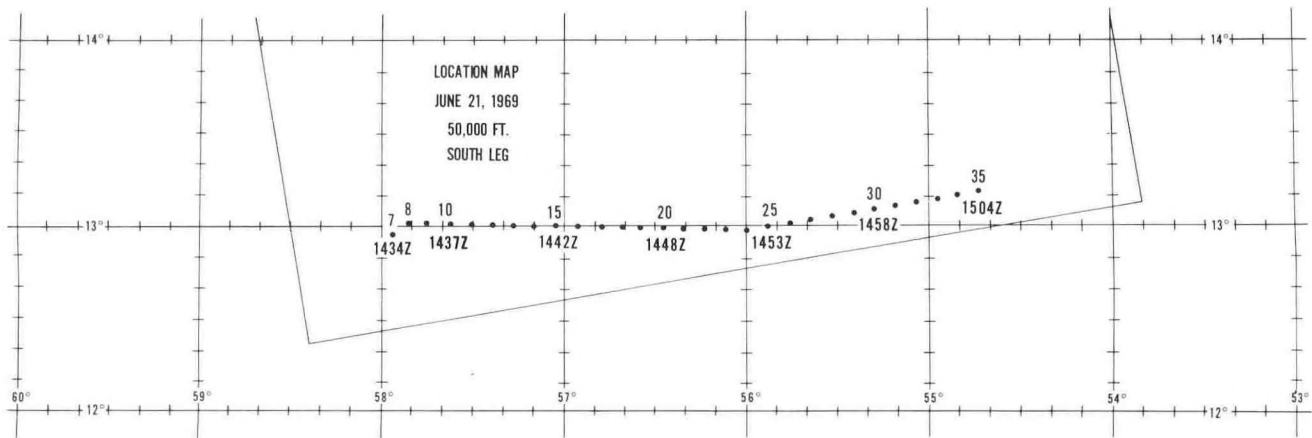 14° 14°
LOCATION MAP
JUNE 21, 1969
50,000 FT.
SOUTH LEG
7 8 10 15 20 25 30 35
13° 13°
1434Z 1437Z 1442Z 1448Z 1453Z 1458Z 1504Z
60° 59° 58° 57° 56° 55° 54° 53°
12° 12°